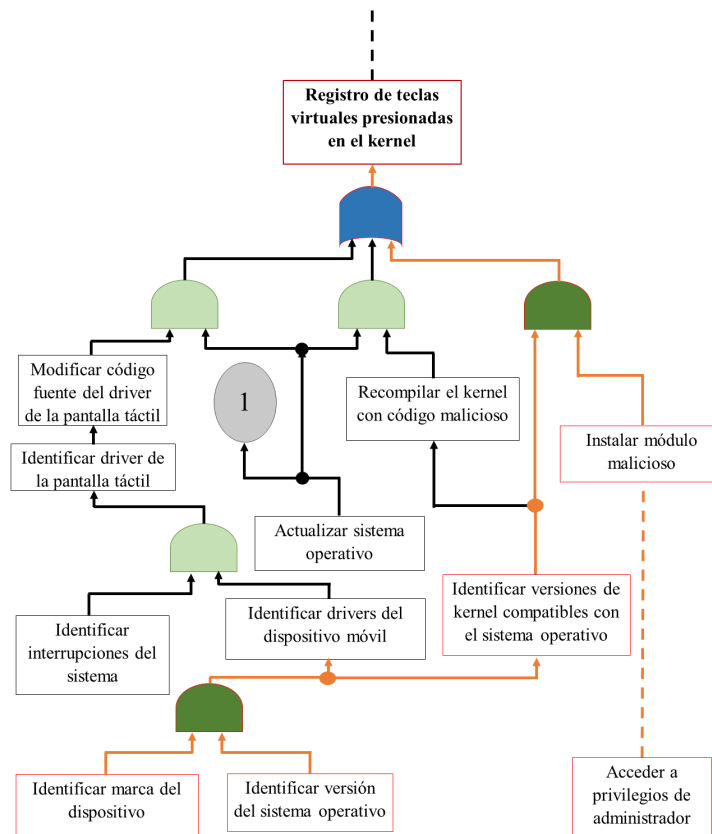 Registro de teclas
virtuales presionadas
en el kernel
Modificar código
fuente del driver
de la pantalla táctil
1
Recompilar el kernel
con código malicioso
Instalar módulo
malicioso
Identificar driver de
la pantalla táctil
Actualizar sistema
operativo
Identificar
interrupciones del
sistema
Identificar drivers del
dispositivo móvil
Identificar versiones de
kernel compatibles con
el sistema operativo
Identificar marca del
dispositivo
Identificar versión
del sistema operativo
Acceder a
privilegios de
administrador